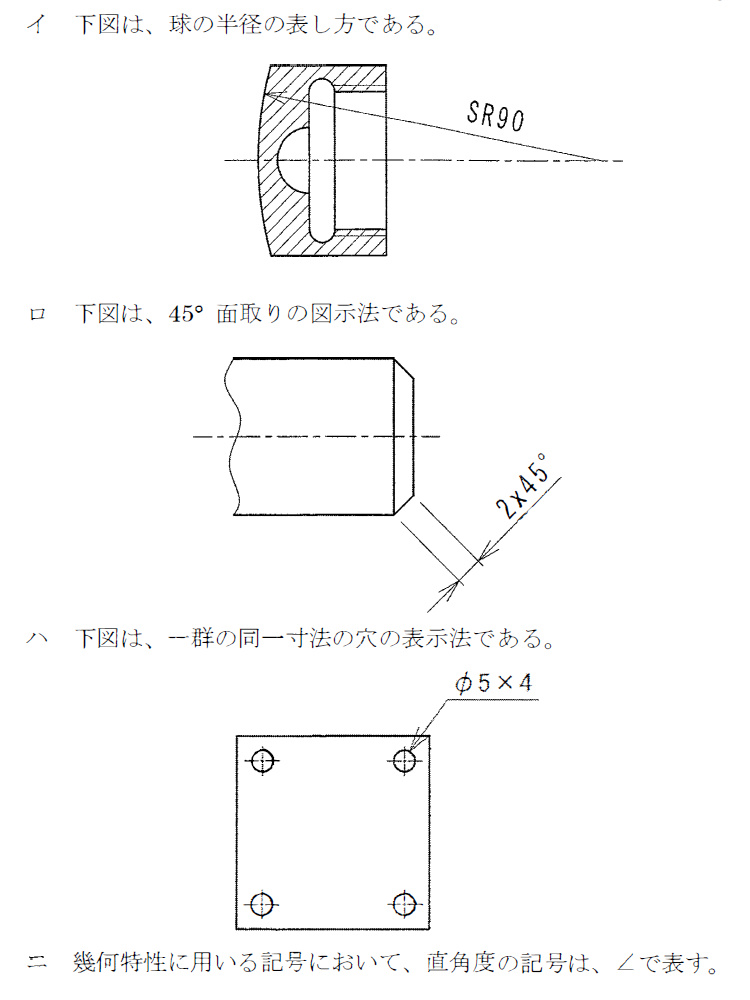 イ 下図は、球の半径の表し方である。
SR90
ロ 下図は、45° 面取りの図示法である。
2x45°
ハ 下図は、一群の同一寸法の穴の表示法である。
φ5×4
ニ 幾何特性に用いる記号において、直角度の記号は、∠で表す。